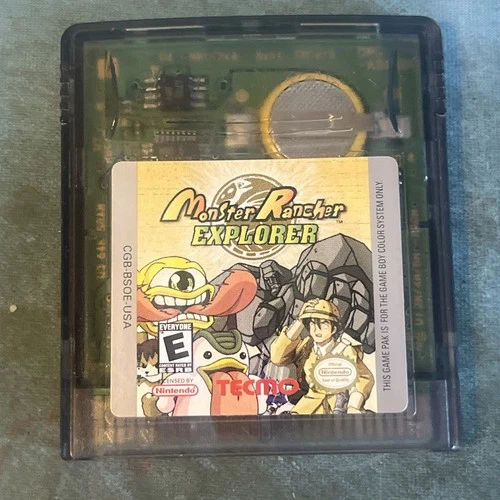 Monster Rancher
EXPLORER
CGB-BSOE-USA
THIS GAME PAK IS FOR THE GAME BOY COLOR SYSTEM ONLY.
EVERYONE
E
CONTENT RATED BY
ESRB
LICENSED BY
Nintendo
TECMO
Official
Nintendo
Seal of Quality